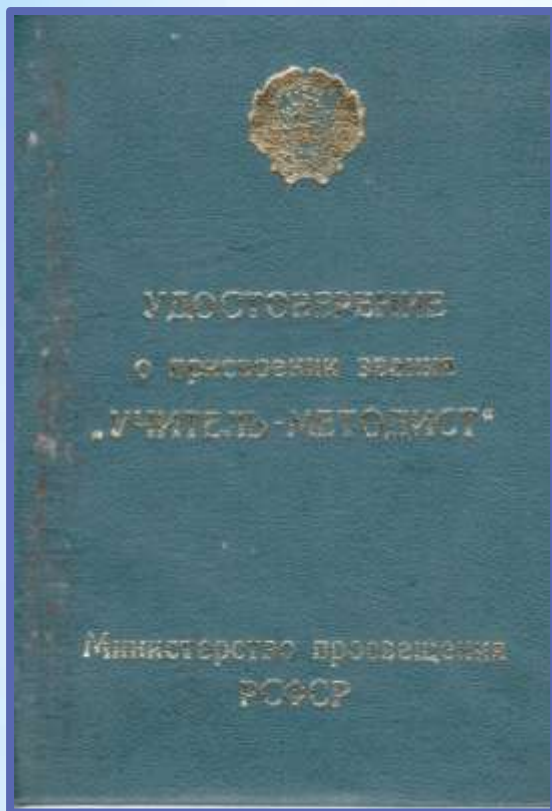 УДОСТОВЕРЕНИЕ
о присвоении звания
„УЧИТЕЛЬ-МЕТОДИСТ“
Министерство просвещения
РСФСР